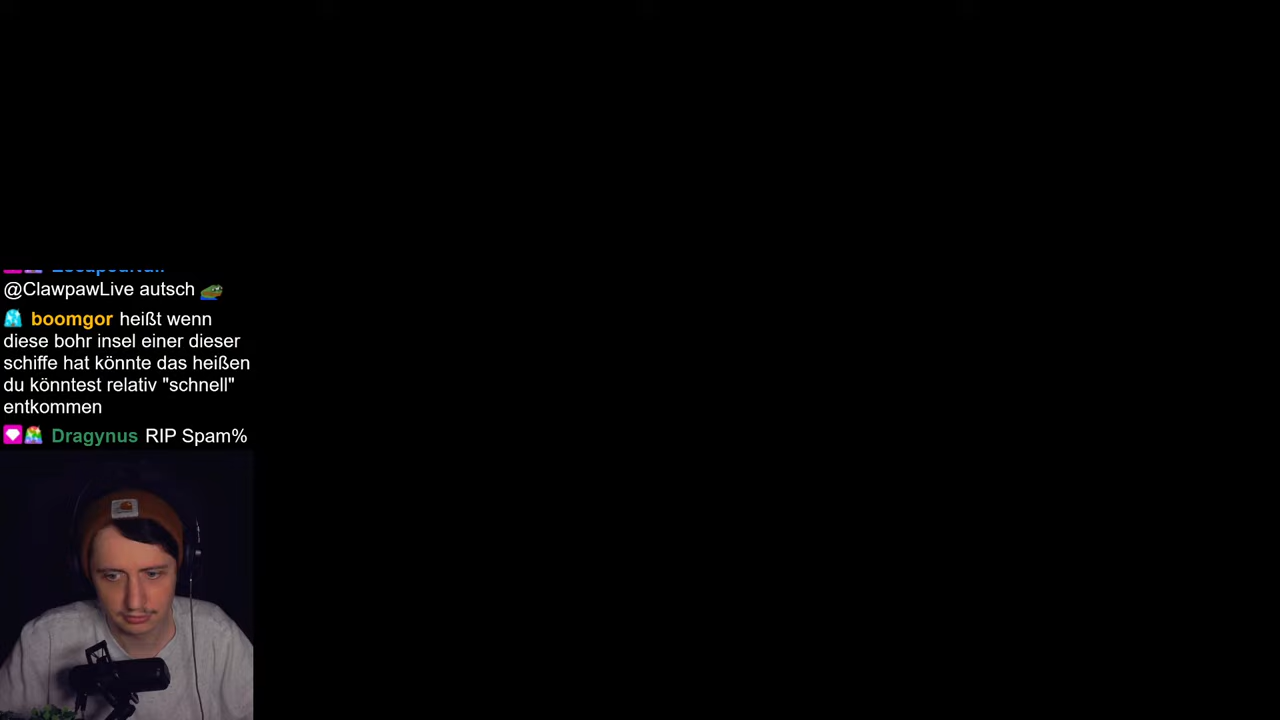 @ClawpawLive autsch
boomgor heißt wenn
diese bohr insel einer dieser
schiffe hat könnte das heißen
du könntest relativ "schnell"
entkommen
Dragynus RIP Spam%